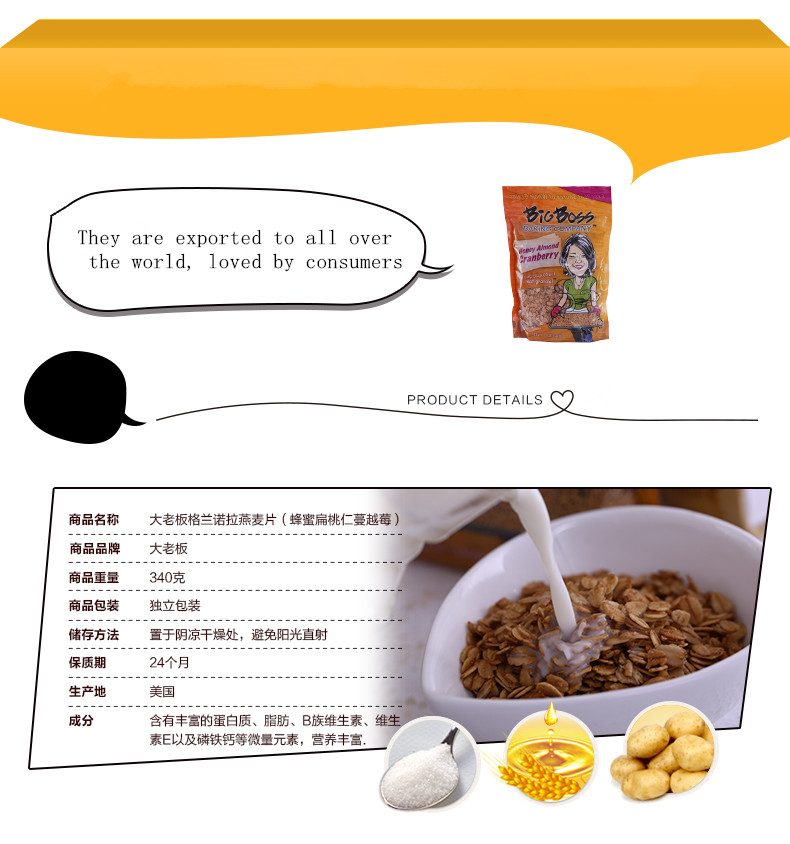 BIGBOSS
BAKING COMPANY
Honey Almond
Cranberry
They are exported to all over
the world, loved by consumers
PRODUCT DETAILS
商品名称 大老板格兰诺拉燕麦片（蜂蜜扁桃仁蔓越莓）
商品品牌 大老板
商品重量 340克
商品包装 独立包装
储存方法 置于阴凉干燥处，避免阳光直射
保质期 24个月
生产地 美国
成分 含有丰富的蛋白质、脂肪、B族维生素、维生
素E以及磷铁钙等微量元素，营养丰富.